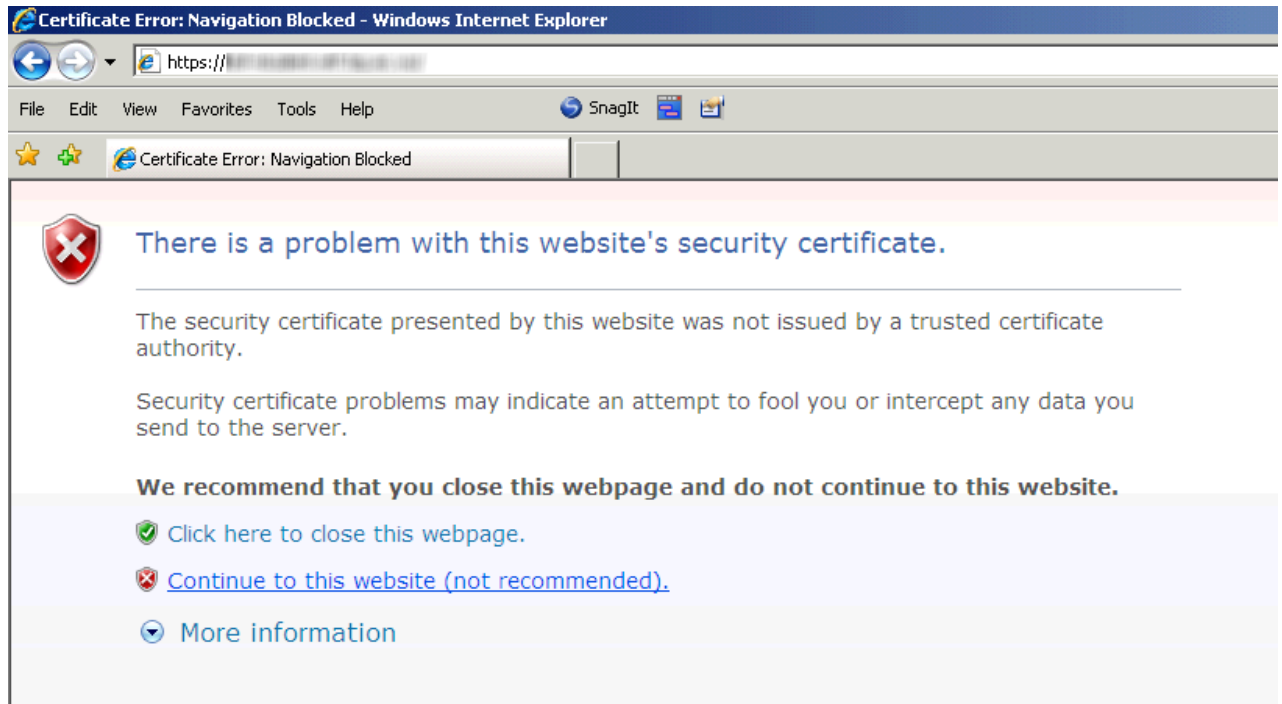 Certificate Error: Navigation Blocked - Windows Internet Explorer
https://
File Edit View Favorites Tools Help SnagIt
Certificate Error: Navigation Blocked
There is a problem with this website's security certificate.
The security certificate presented by this website was not issued by a trusted certificate
authority.
Security certificate problems may indicate an attempt to fool you or intercept any data you
send to the server.
We recommend that you close this webpage and do not continue to this website.
Click here to close this webpage.
Continue to this website (not recommended).
More information